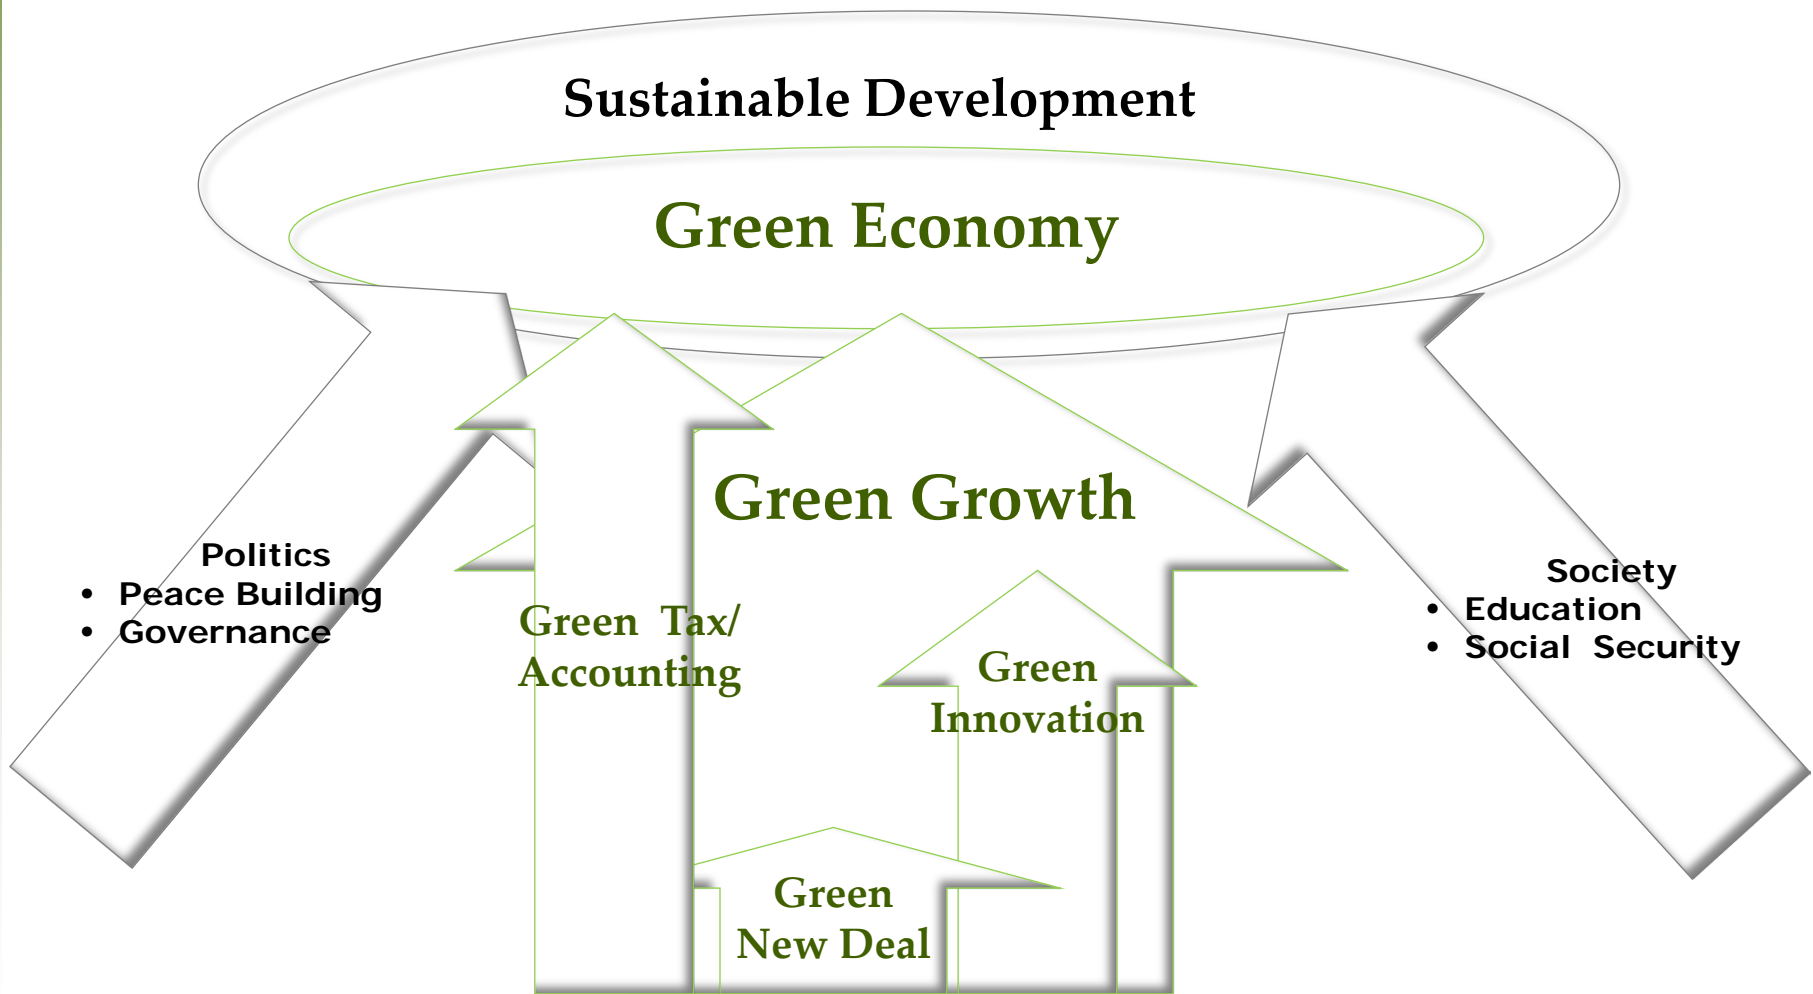 Sustainable Development
Green Economy
Green Growth
Politics
• Peace Building
• Governance
Society
• Education
• Social Security
Green Tax/
Accounting
Green
Innovation
Green
New Deal